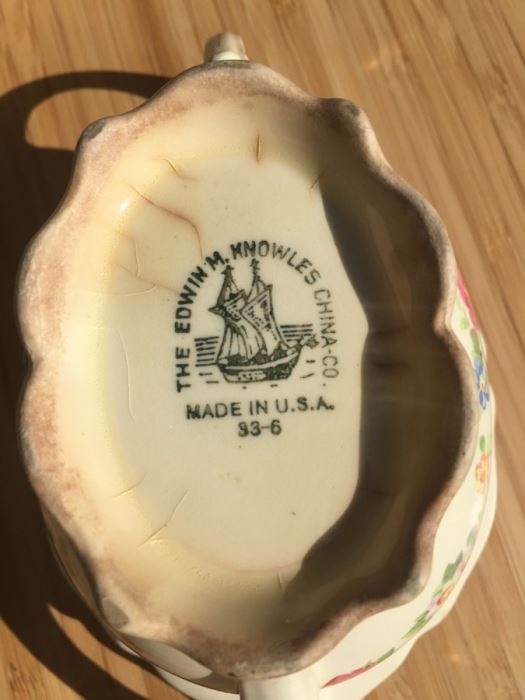 THE EDWIN M. KNOWLES CHINA-CO.
MADE IN U.S.A.
33-6